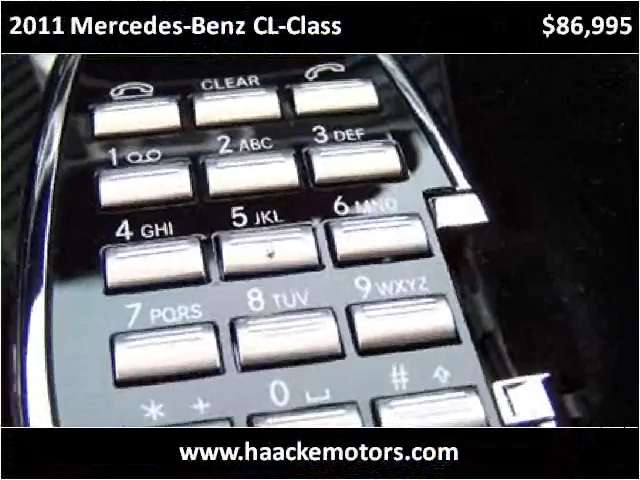 2011 Mercedes-Benz CL-Class $86,995
CLEAR
1 2 ABC 3 DEF
4 GHI 5 JKL 6 MNO
7 PQRS 8 TUV 9 WXYZ
* + 0 #
www.haackemotors.com